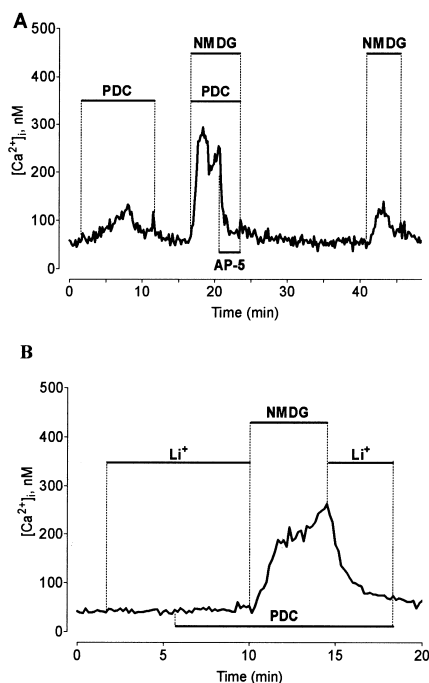 A
500
400
300
200
100
0
[Ca²⁺]ᵢ, nM
NMDG
NMDG
PDC
PDC
AP-5
0
10
20
30
40
Time (min)
B
500
400
300
200
100
0
[Ca²⁺]ᵢ, nM
NMDG
Li⁺
Li⁺
PDC
0
5
10
15
20
Time (min)